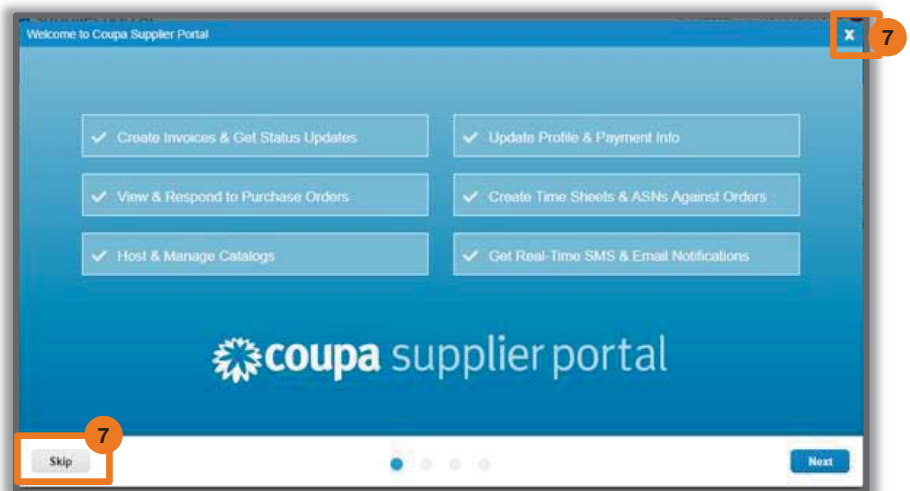 Welcome to Coupa Supplier Portal
X
7
✓ Create Invoices & Get Status Updates
✓ Update Profile & Payment Info
✓ View & Respond to Purchase Orders
✓ Create Time Sheets & ASNs Against Orders
✓ Host & Manage Catalogs
✓ Get Real-Time SMS & Email Notifications
coupa supplier portal
7
Skip
Next